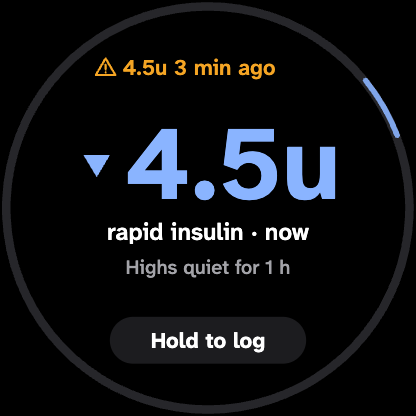 4.5u 3 min ago
4.5u
rapid insulin · now
Highs quiet for 1 h
Hold to log